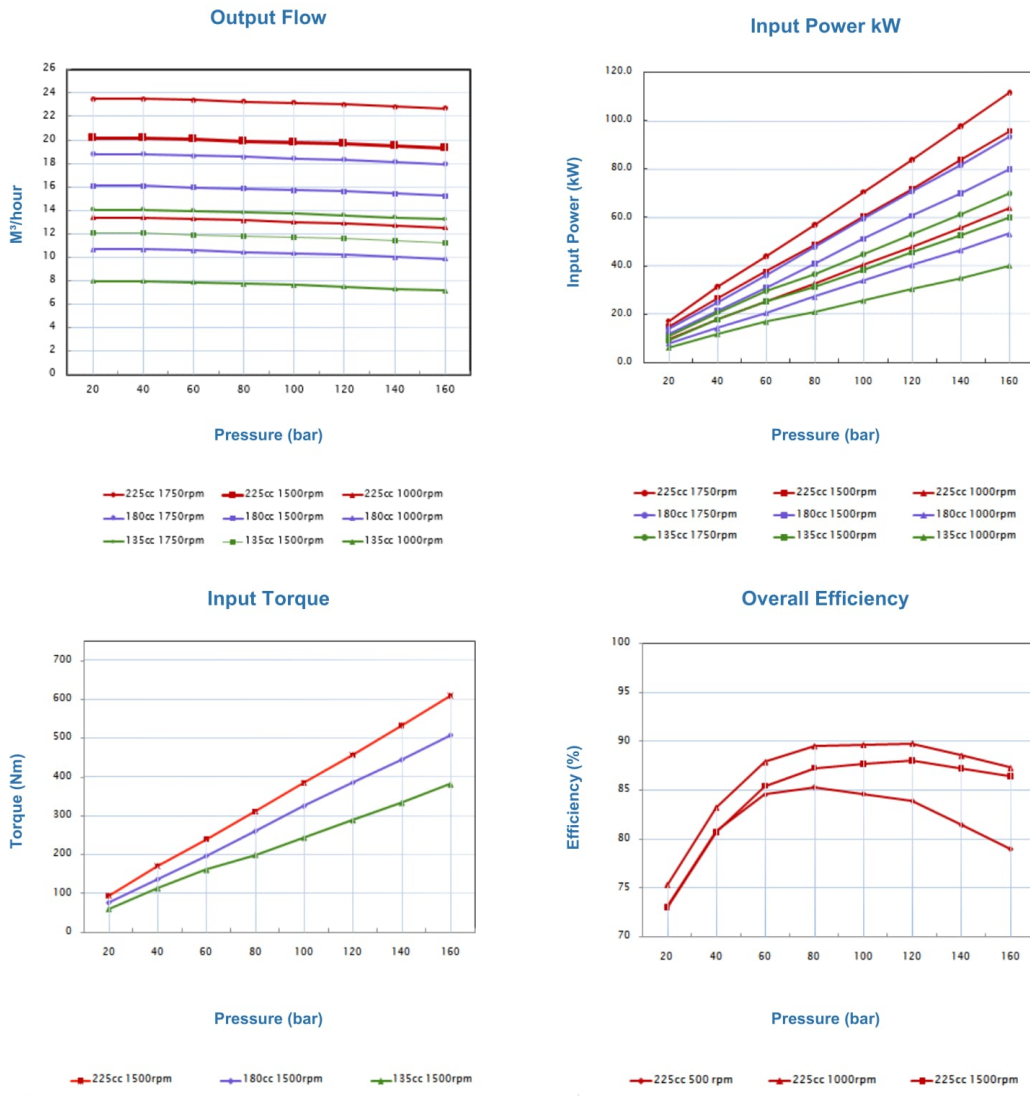 Output Flow
26
24
22
20
18
16
14
12
10
8
6
4
2
0
M³/hour
20 40 60 80 100 120 140 160
Pressure (bar)
225cc 1750rpm 225cc 1500rpm 225cc 1000rpm
180cc 1750rpm 180cc 1500rpm 180cc 1000rpm
135cc 1750rpm 135cc 1500rpm 135cc 1000rpm
Input Power kW
120.0
100.0
80.0
60.0
40.0
20.0
0.0
Input Power (kW)
20 40 60 80 100 120 140 160
Pressure (bar)
225cc 1750rpm 225cc 1500rpm 225cc 1000rpm
180cc 1750rpm 180cc 1500rpm 180cc 1000rpm
135cc 1750rpm 135cc 1500rpm 135cc 1000rpm
Input Torque
700
600
500
400
300
200
100
0
Torque (Nm)
20 40 60 80 100 120 140 160
Pressure (bar)
225cc 1500rpm 180cc 1500rpm 135cc 1500rpm
Overall Efficiency
100
95
90
85
80
75
70
Efficiency (%)
20 40 60 80 100 120 140 160
Pressure (bar)
225cc 500 rpm 225cc 1000rpm 225cc 1500rpm